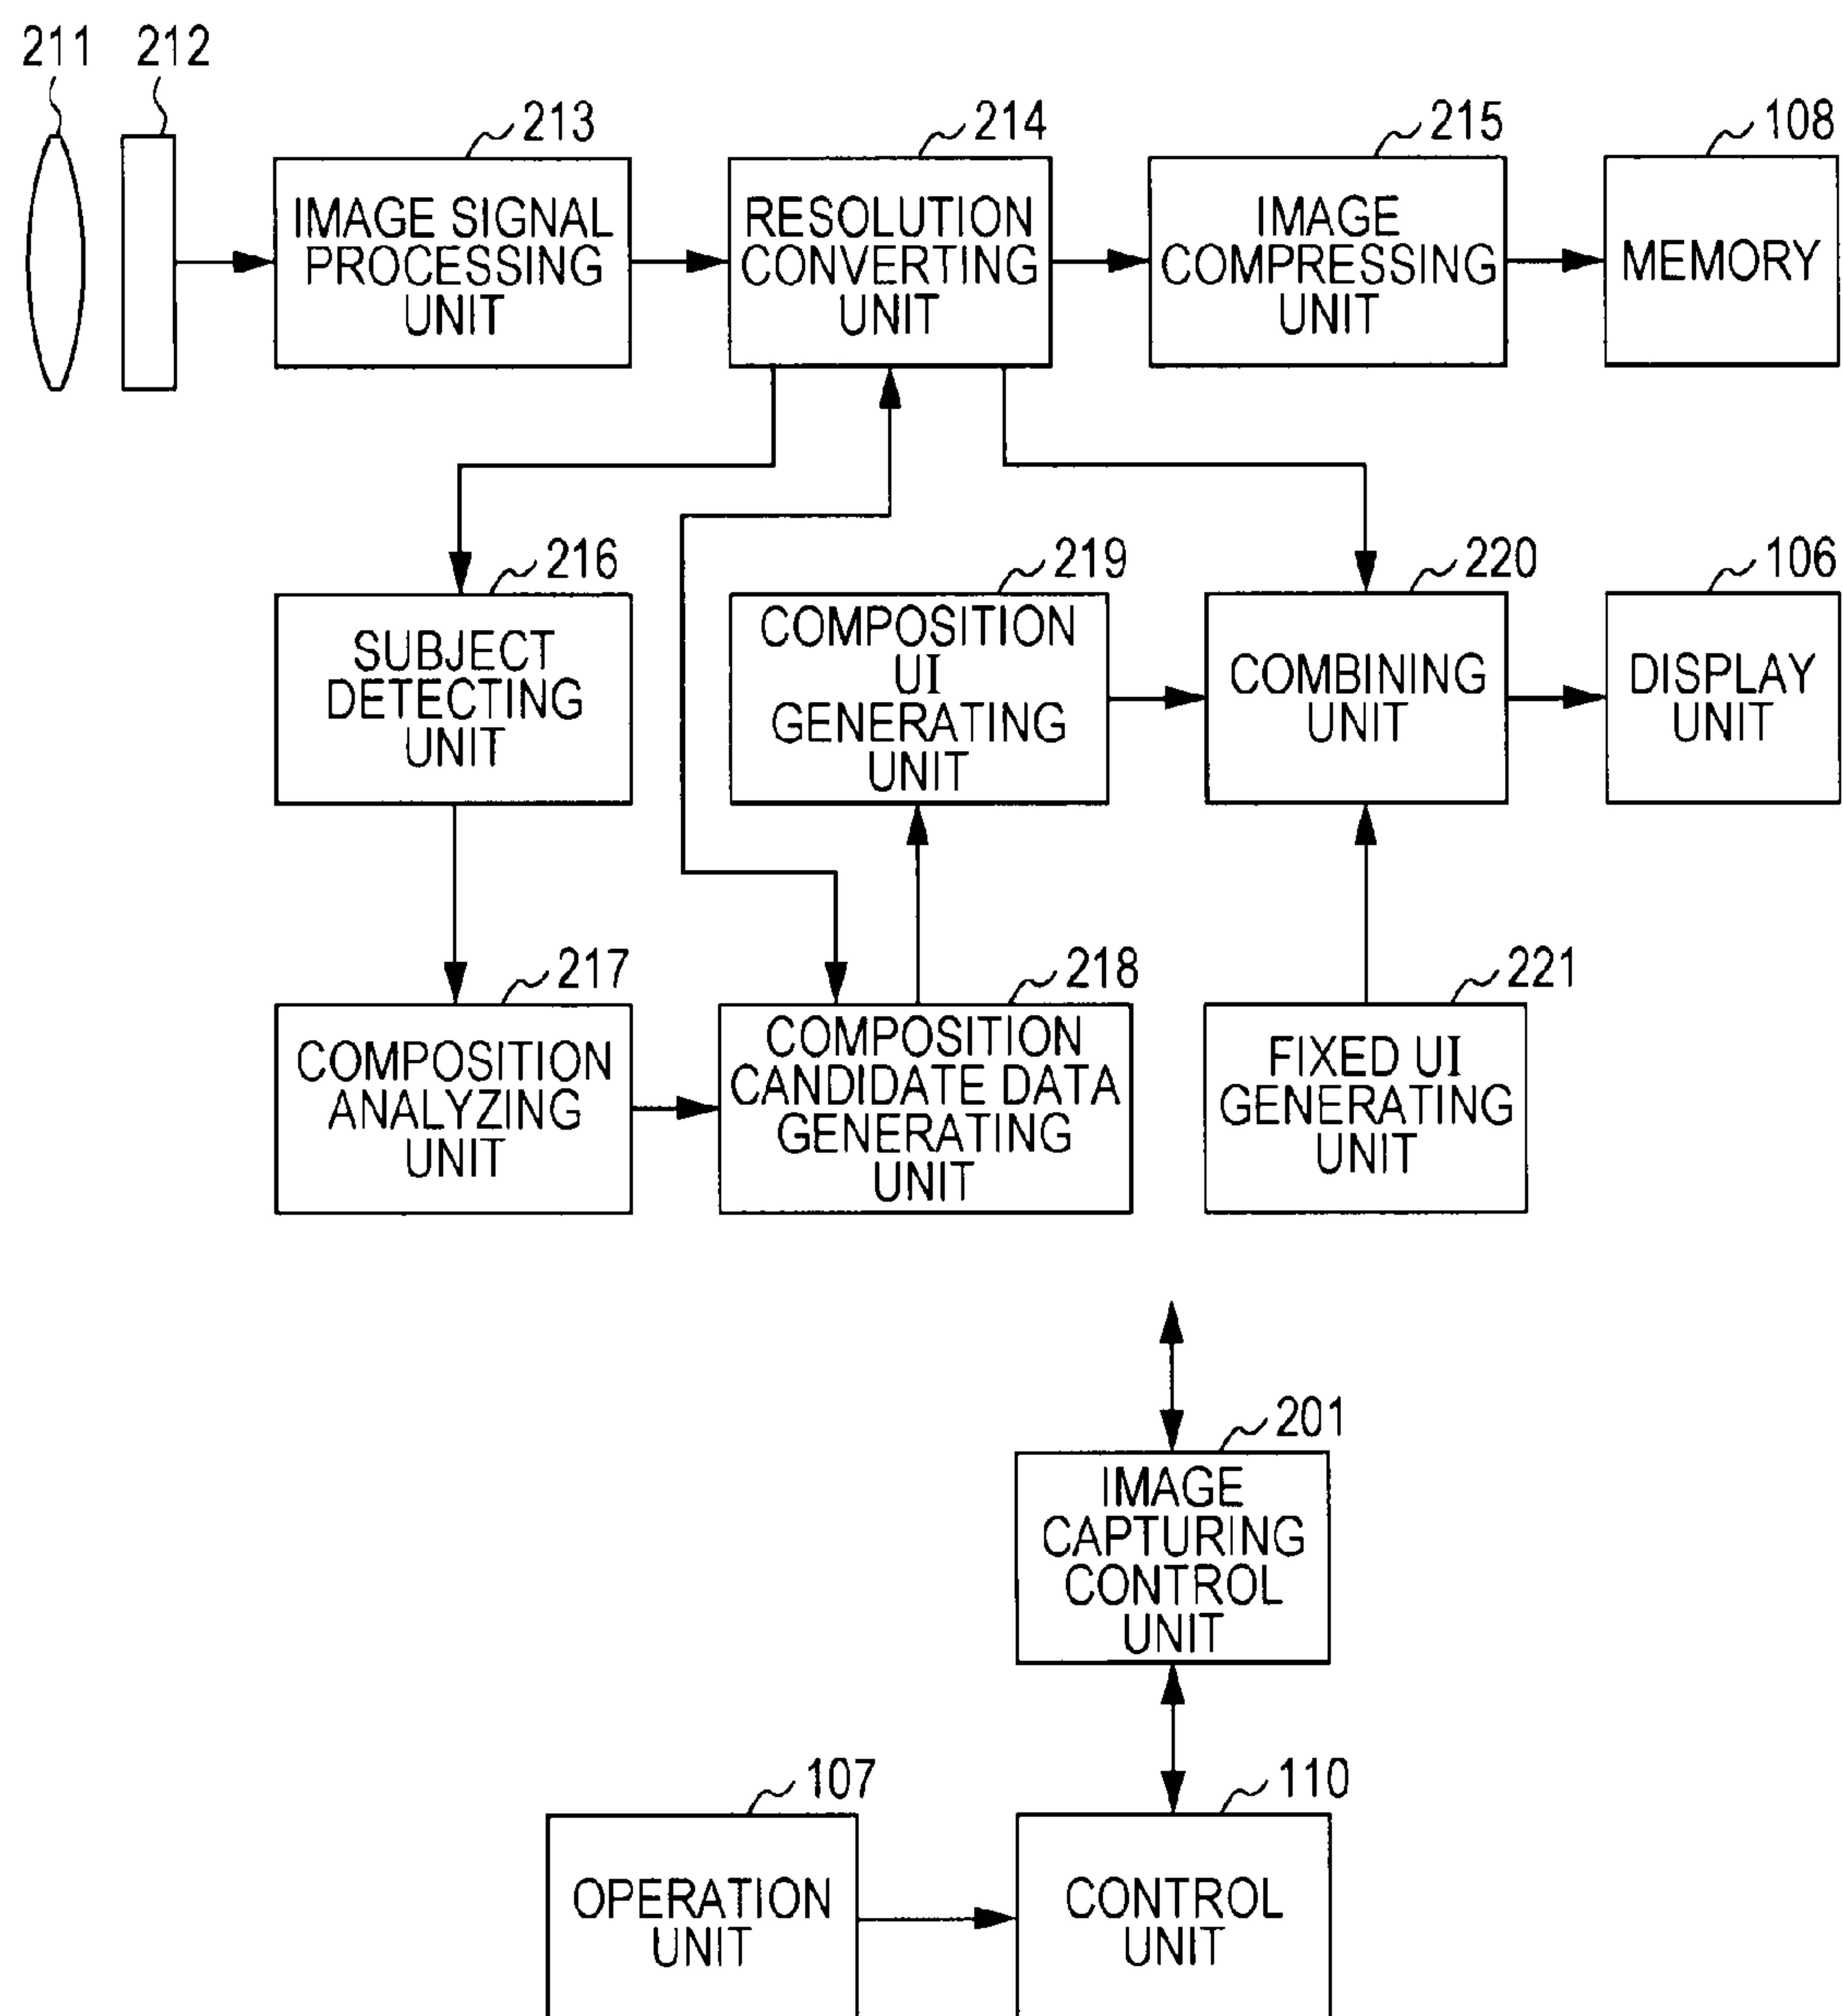 211
212
213
214
215
108
IMAGE SIGNAL
PROCESSING
UNIT
RESOLUTION
CONVERTING
UNIT
IMAGE
COMPRESSING
UNIT
MEMORY
216
219
220
106
SUBJECT
DETECTING
UNIT
COMPOSITION
UI
GENERATING
UNIT
COMBINING
UNIT
DISPLAY
UNIT
217
218
221
COMPOSITION
ANALYZING
UNIT
COMPOSITION
CANDIDATE DATA
GENERATING
UNIT
FIXED UI
GENERATING
UNIT
201
IMAGE
CAPTURING
CONTROL
UNIT
107
110
OPERATION
UNIT
CONTROL
UNIT